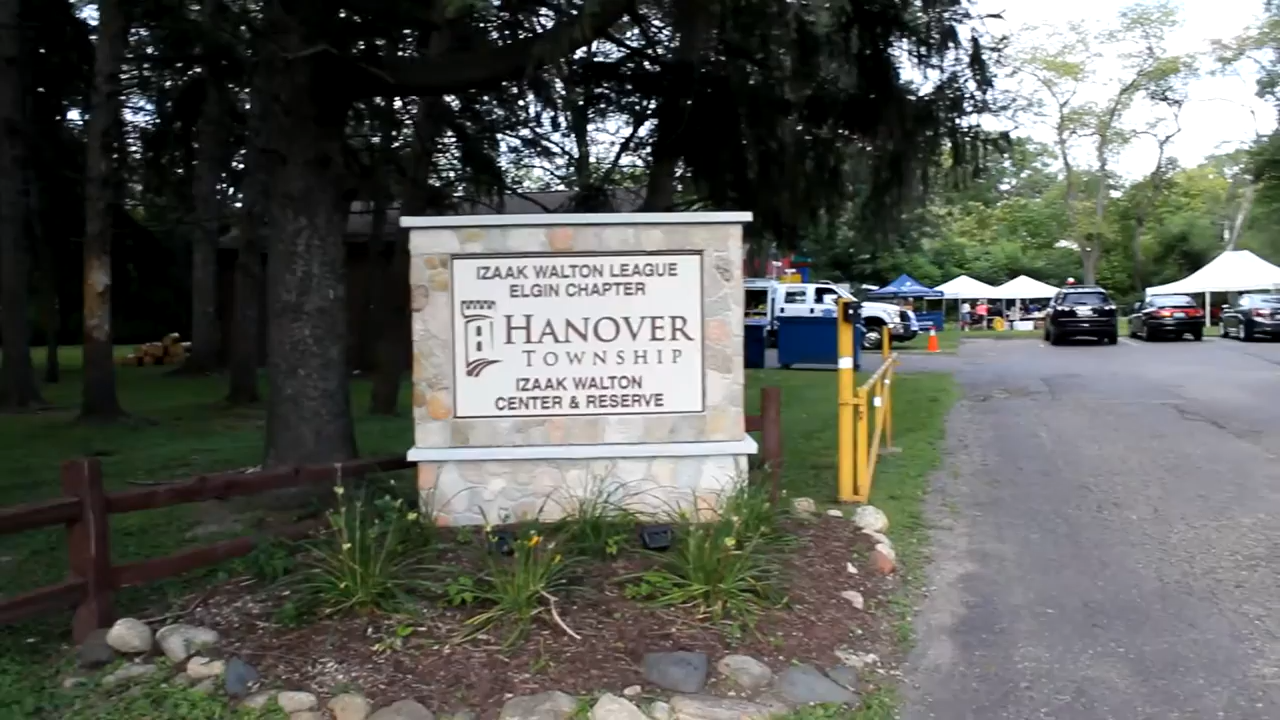 IZAAK WALTON LEAGUE
ELGIN CHAPTER
HANOVER
TOWNSHIP
IZAAK WALTON
CENTER & RESERVE